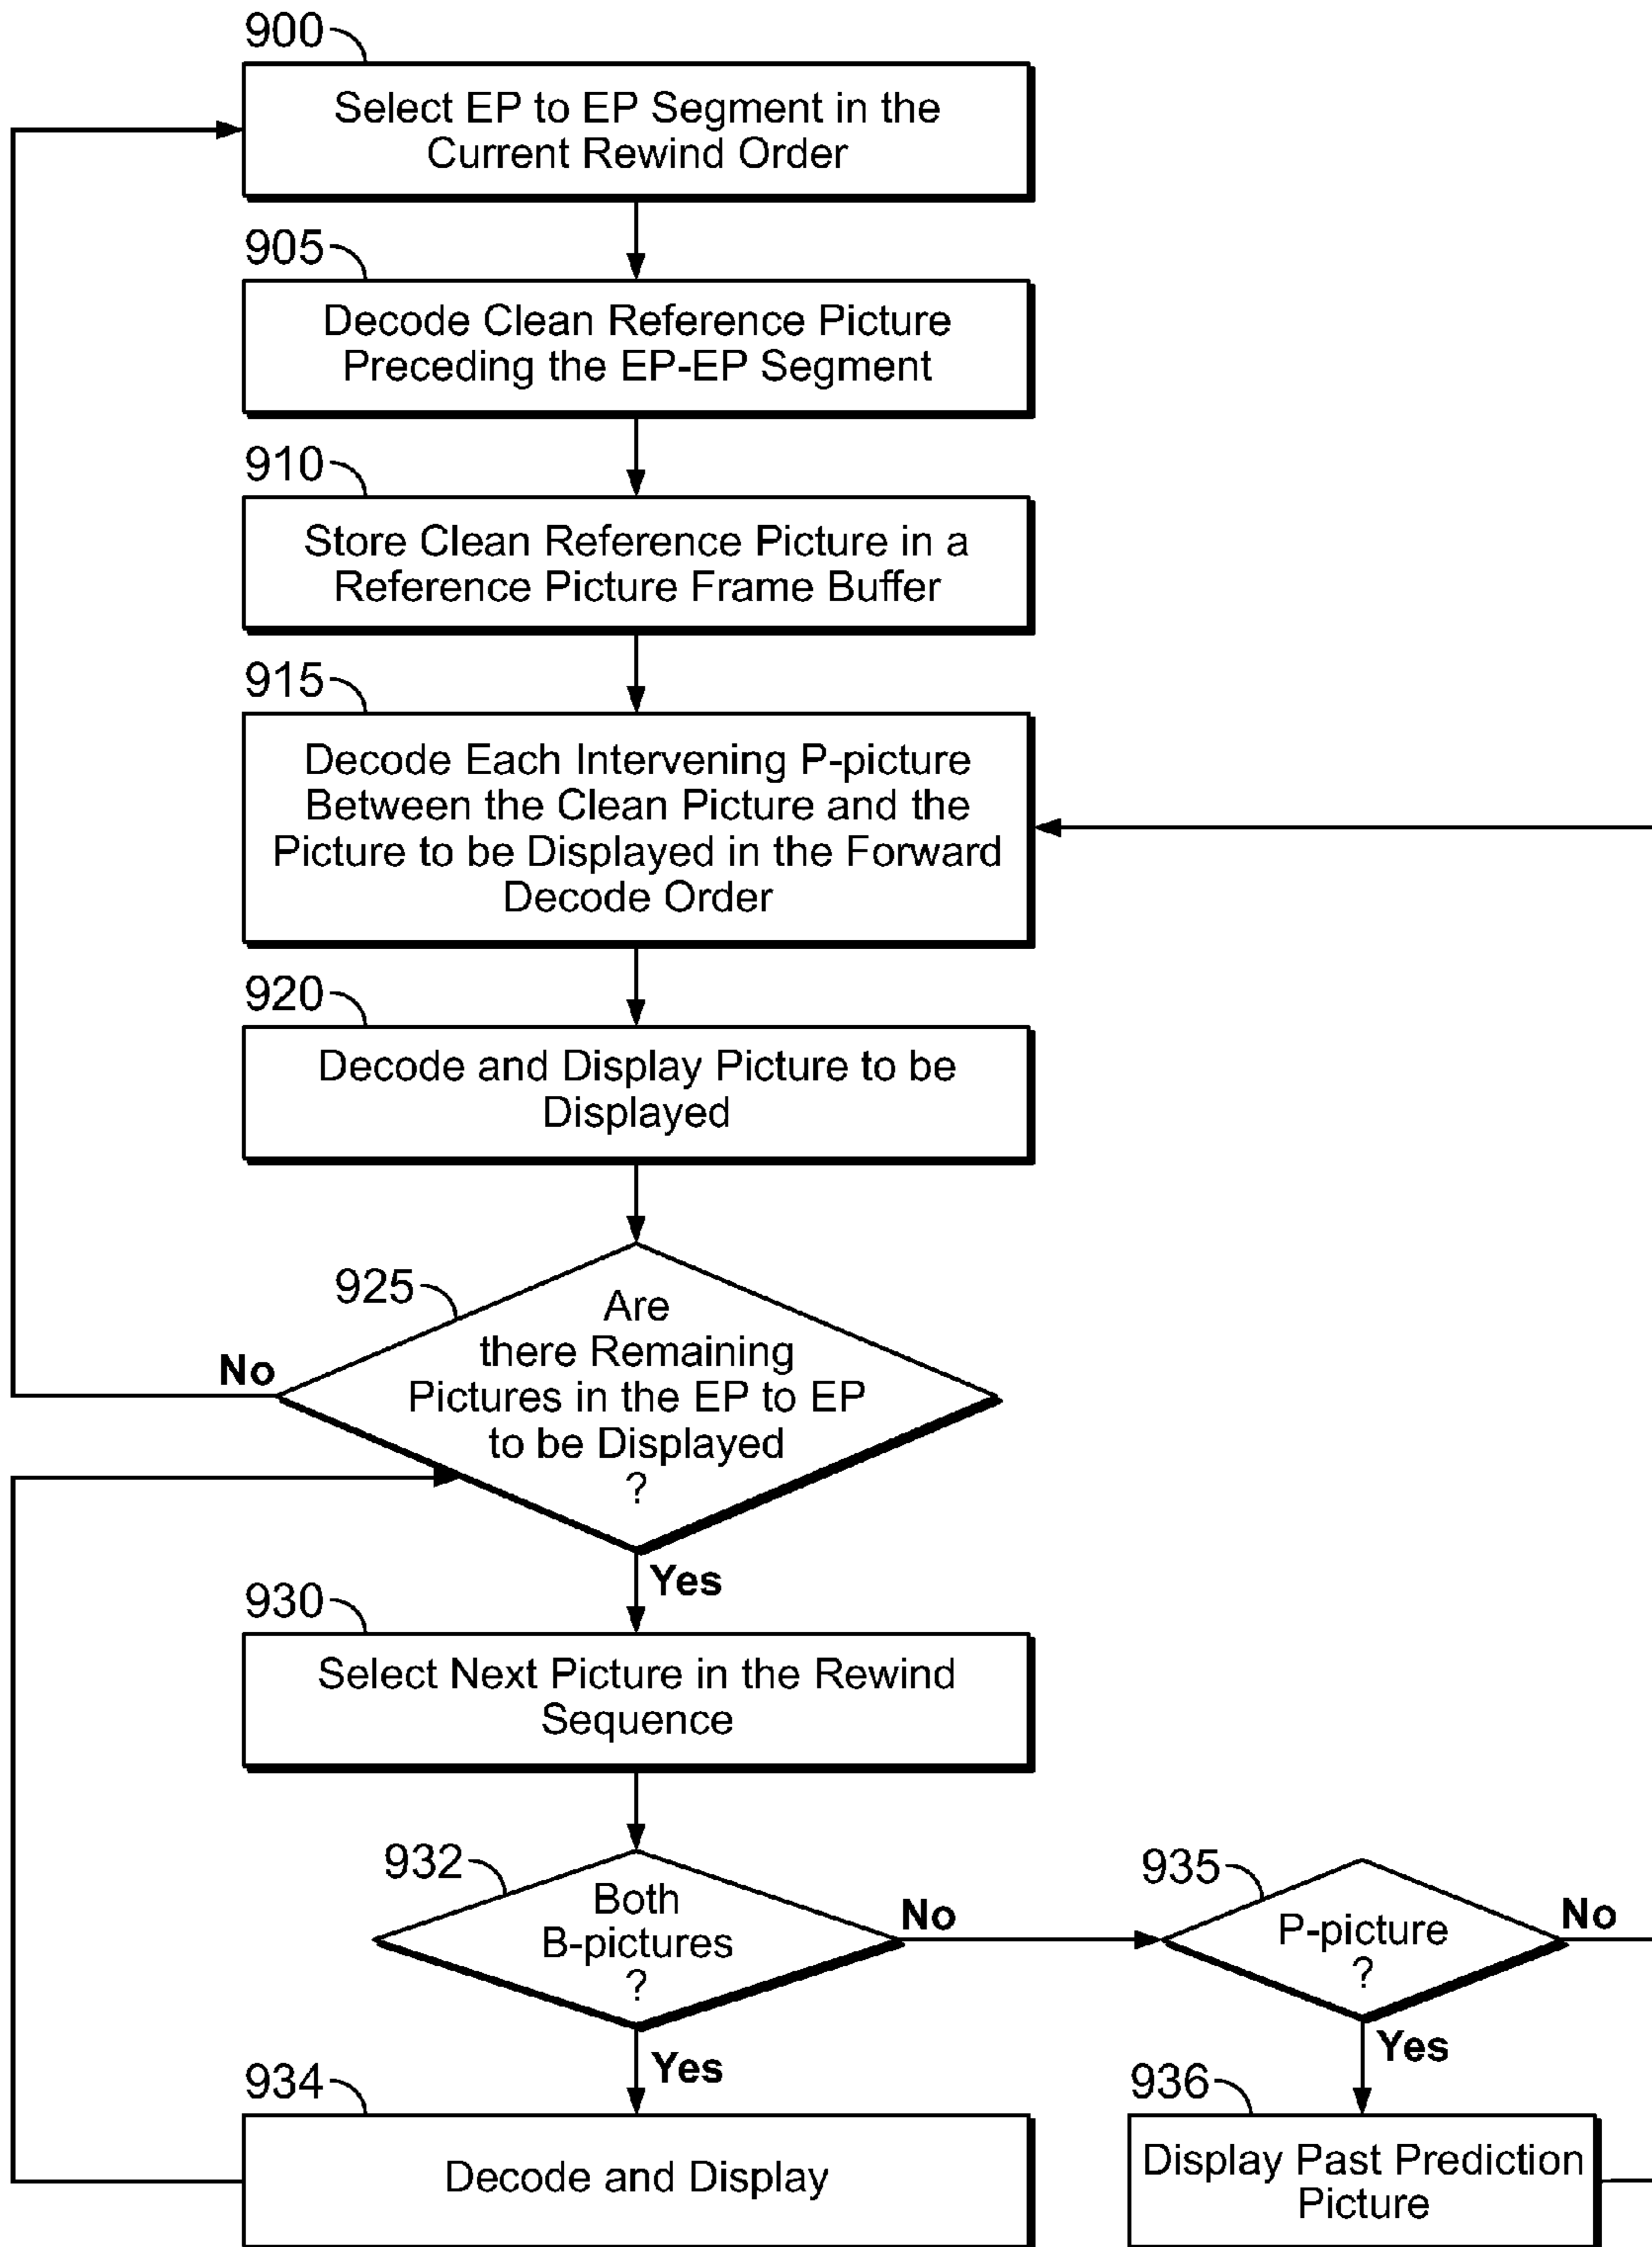 900
Select EP to EP Segment in the
Current Rewind Order
905
Decode Clean Reference Picture
Preceding the EP-EP Segment
910
Store Clean Reference Picture in a
Reference Picture Frame Buffer
915
Decode Each Intervening P-picture
Between the Clean Picture and the
Picture to be Displayed in the Forward
Decode Order
920
Decode and Display Picture to be
Displayed
925
Are
there Remaining
Pictures in the EP to EP
to be Displayed
?
No
Yes
930
Select Next Picture in the Rewind
Sequence
932
Both
B-pictures
?
No
Yes
935
P-picture
?
No
Yes
934
Decode and Display
936
Display Past Prediction
Picture